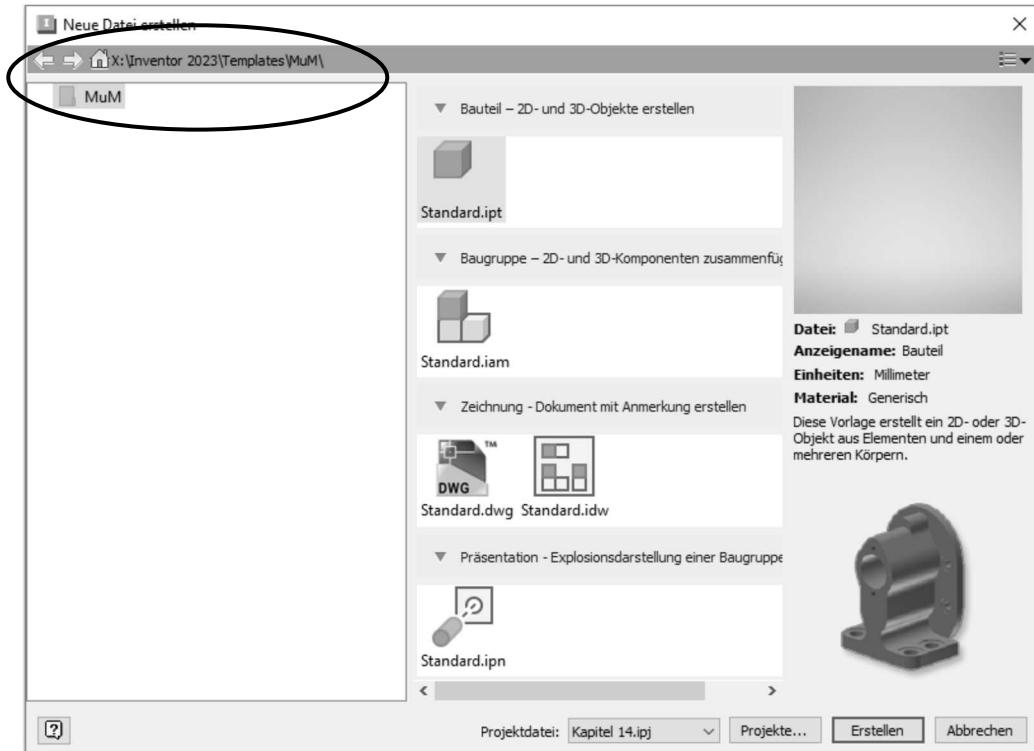 Neue Datei erstellen
X:\Inventor 2023\Templates\MuM\
MuM
Bauteil – 2D- und 3D-Objekte erstellen
Standard.ipt
Baugruppe – 2D- und 3D-Komponenten zusammenfüg
Standard.iam
Zeichnung - Dokument mit Anmerkung erstellen
TM
DWG
Standard.dwg Standard.idw
Präsentation - Explosionsdarstellung einer Baugruppe
Standard.ipn
Datei: Standard.ipt
Anzeigename: Bauteil
Einheiten: Millimeter
Material: Generisch
Diese Vorlage erstellt ein 2D- oder 3D-
Objekt aus Elementen und einem oder
mehreren Körpern.
Projektdatei: Kapitel 14.ipj Projekte... Erstellen Abbrechen